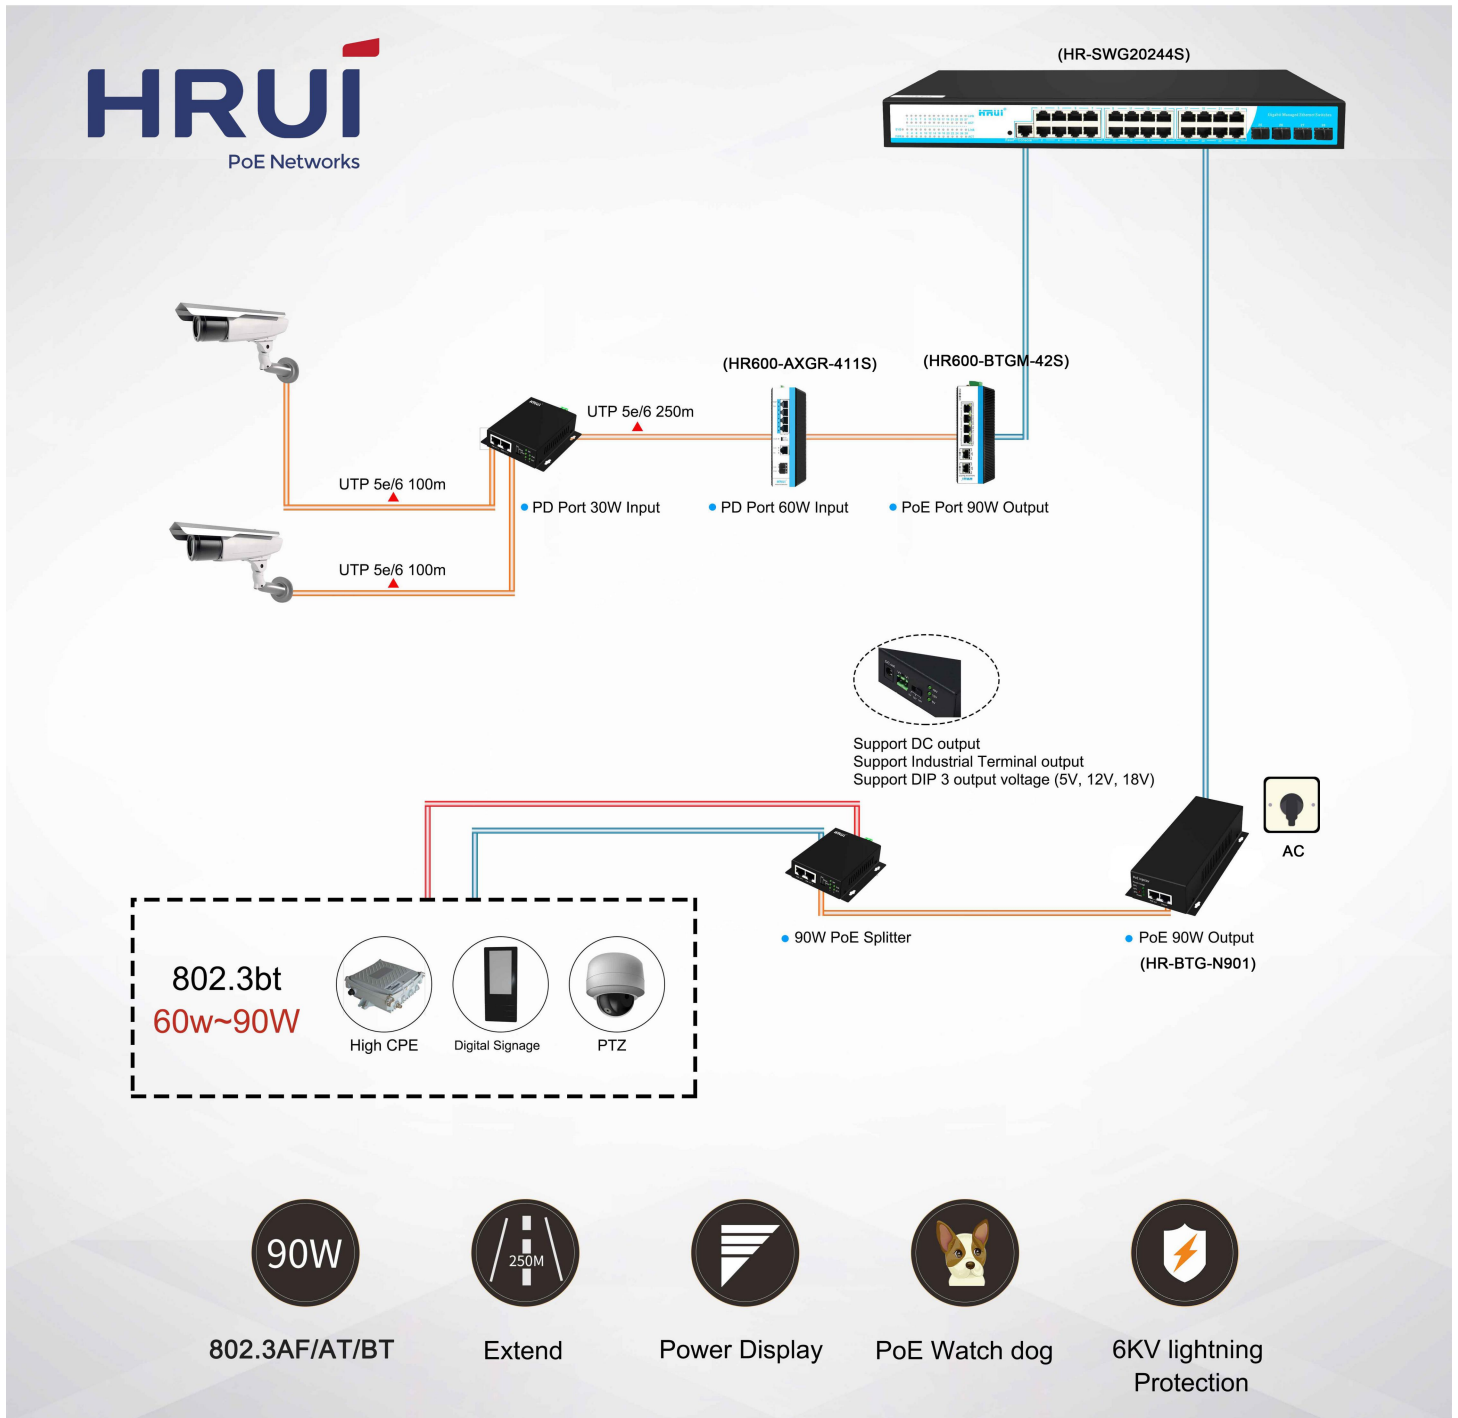 HRUI
PoE Networks
(HR-SWG20244S)
HRUI
(HR600-AXGR-411S)
(HR600-BTGM-42S)
HRUI
UTP 5e/6 250m
UTP 5e/6 100m
PD Port 30W Input
PD Port 60W Input
PoE Port 90W Output
UTP 5e/6 100m
Support DC output
Support Industrial Terminal output
Support DIP 3 output voltage (5V, 12V, 18V)
HRUI
AC
90W PoE Splitter
PoE 90W Output
(HR-BTG-N901)
802.3bt
60w~90W
High CPE
Digital Signage
PTZ
90W
250M
802.3AF/AT/BT
Extend
Power Display
PoE Watch dog
6KV lightning
Protection